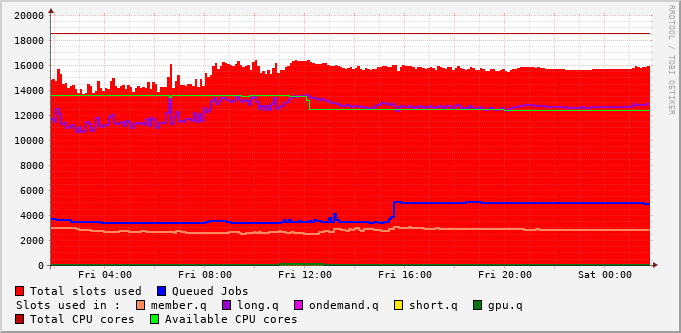 20000
18000
16000
14000
12000
10000
8000
6000
4000
2000
0
Fri 04:00 Fri 08:00 Fri 12:00 Fri 16:00 Fri 20:00 Sat 00:00
RRDTOOL / TOBI OETIKER
Total slots used Queued Jobs
Slots used in : member.q long.q ondemand.q short.q gpu.q
Total CPU cores Available CPU cores